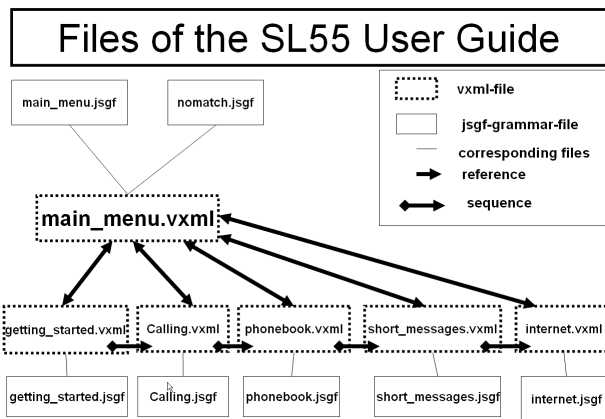 Files of the SL55 User Guide
main_menu.jsgf
nomatch.jsgf
vxml-file
jsgf-grammar-file
corresponding files
reference
sequence
main_menu.vxml
getting_started.vxml
Calling.vxml
phonebook.vxml
short_messages.vxml
internet.vxml
getting_started.jsgf
Calling.jsgf
phonebook.jsgf
short_messages.jsgf
internet.jsgf